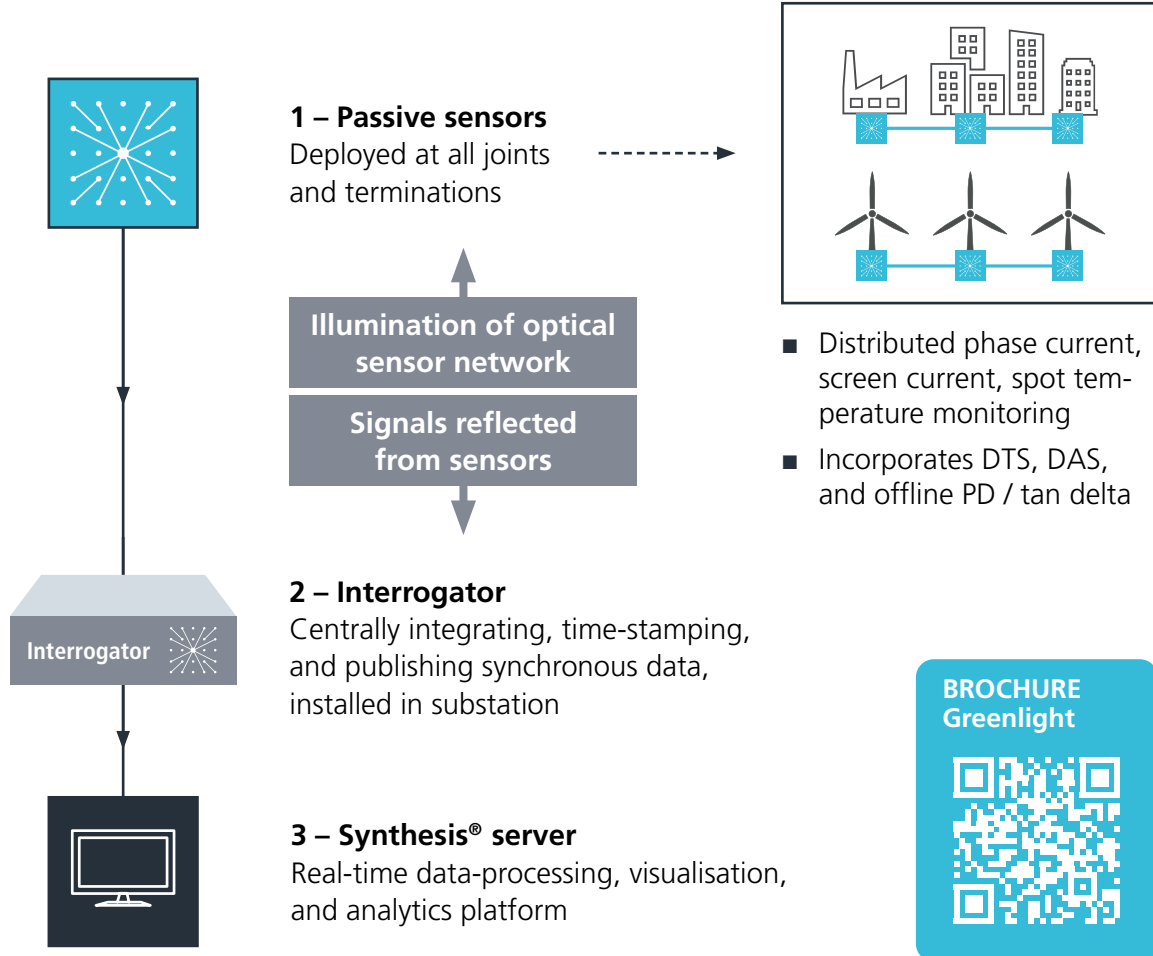 1 – Passive sensors
Deployed at all joints
and terminations
Illumination of optical
sensor network
Signals reflected
from sensors
■ Distributed phase current,
screen current, spot tem-
perature monitoring
■ Incorporates DTS, DAS,
and offline PD / tan delta
2 – Interrogator
Centrally integrating, time-stamping,
and publishing synchronous data,
installed in substation
Interrogator
3 – Synthesis® server
Real-time data-processing, visualisation,
and analytics platform
BROCHURE
Greenlight